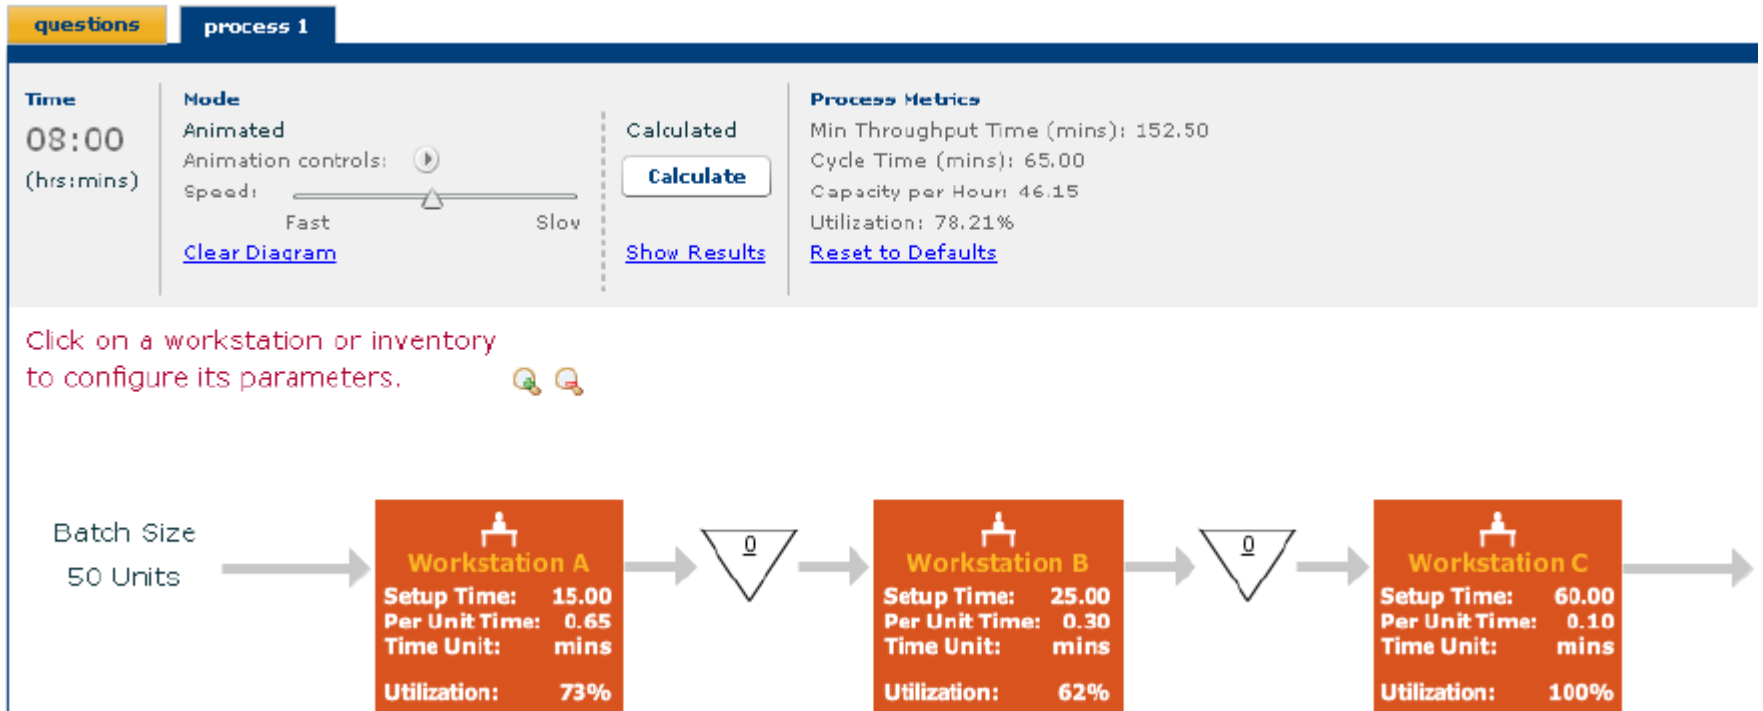 questions
process 1
Time
08:00
(hrs:mins)
Mode
Animated
Animation controls:
Speed:
Fast
Slow
Clear Diagram
Calculated
Calculate
Show Results
Process Metrics
Min Throughput Time (mins): 152.50
Cycle Time (mins): 65.00
Capacity per Hour: 46.15
Utilization: 78.21%
Reset to Defaults
Click on a workstation or inventory
to configure its parameters.
Batch Size
50 Units
Workstation A
Setup Time: 15.00
Per Unit Time: 0.65
Time Unit: mins
Utilization: 73%
0
Workstation B
Setup Time: 25.00
Per Unit Time: 0.30
Time Unit: mins
Utilization: 62%
0
Workstation C
Setup Time: 60.00
Per Unit Time: 0.10
Time Unit: mins
Utilization: 100%